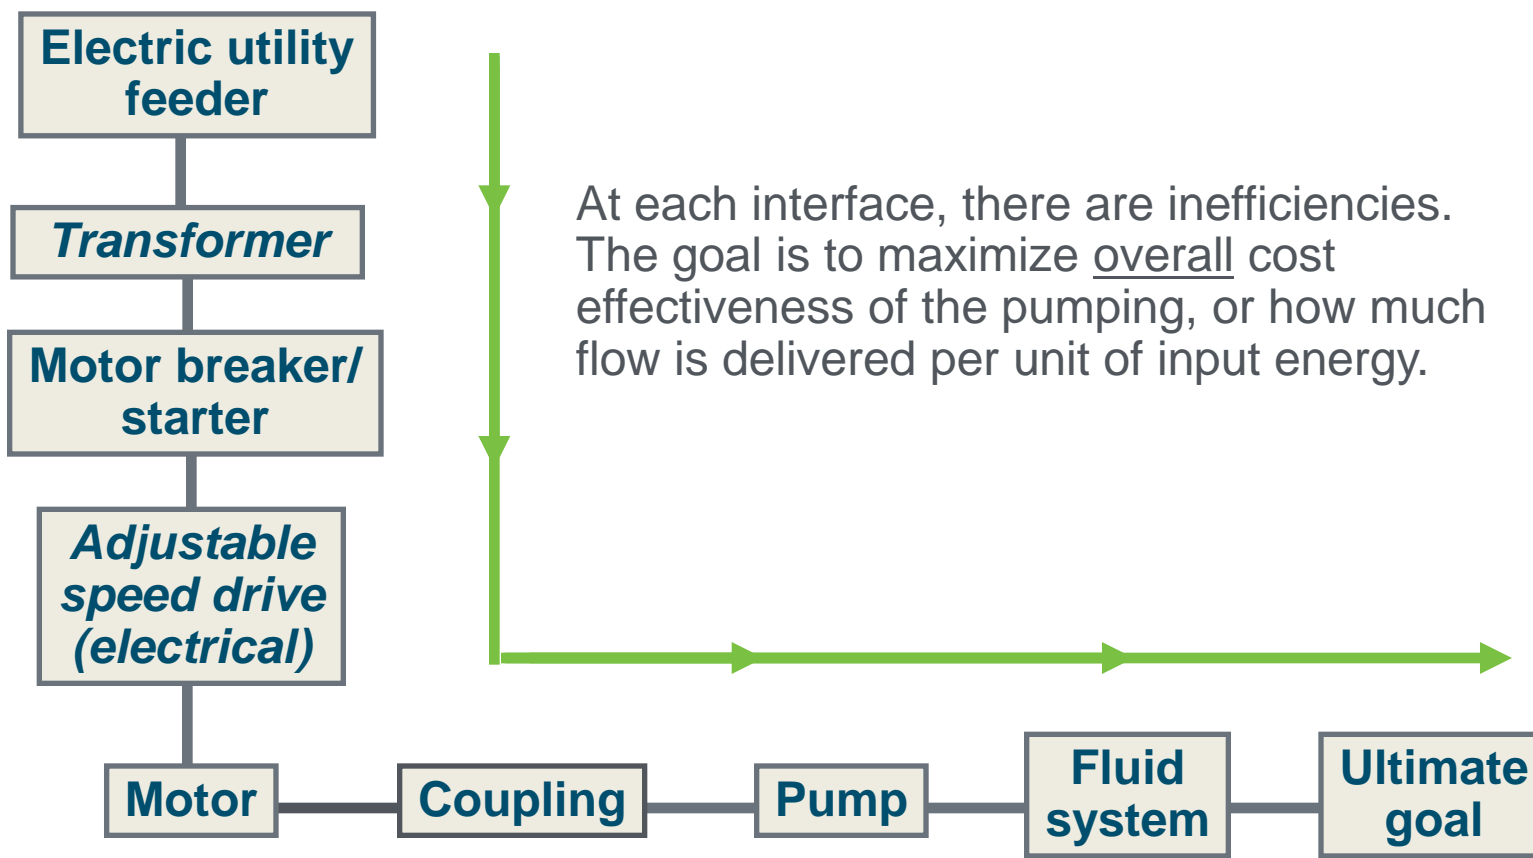 Electric utility
feeder
Transformer
Motor breaker/
starter
Adjustable
speed drive
(electrical)
At each interface, there are inefficiencies.
The goal is to maximize overall cost
effectiveness of the pumping, or how much
flow is delivered per unit of input energy.
Motor
Coupling
Pump
Fluid
system
Ultimate
goal